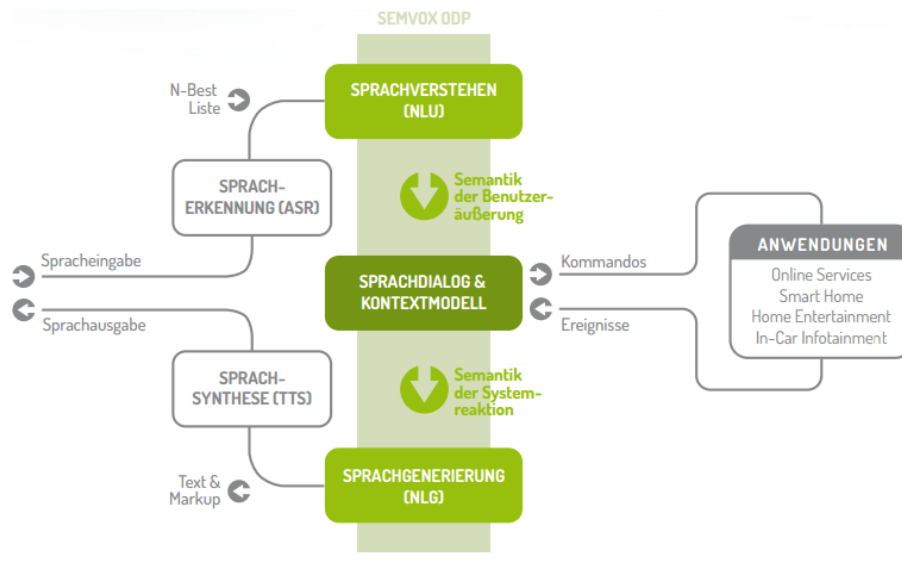 SEMVOX ODP
SPRACHVERSTEHEN
(NLU)
N-Best
Liste
SPRACH-
ERKENNUNG (ASR)
Semantik
der Benutzer-
äußerung
Spracheingabe
Sprachausgabe
SPRACHDIALOG &
KONTEXTMODELL
Kommandos
Ereignisse
ANWENDUNGEN
Online Services
Smart Home
Home Entertainment
In-Car Infotainment
SPRACH-
SYNTHESE (TTS)
Semantik
der System-
reaktion
Text &
Markup
SPRACHGENERIERUNG
(NLG)